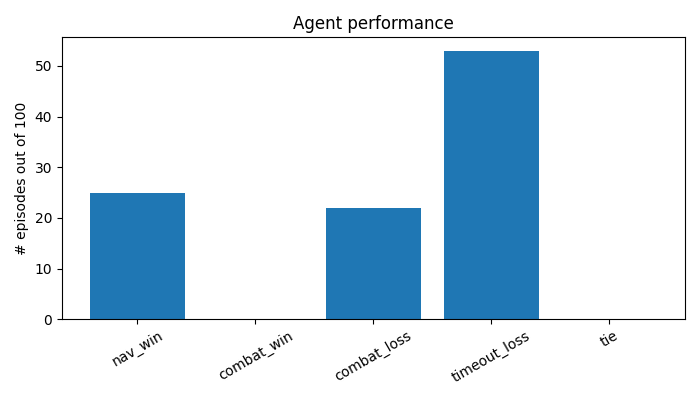 Agent performance
# episodes out of 100
50
40
30
20
10
0
nav_win
combat_win
combat_loss
timeout_loss
tie